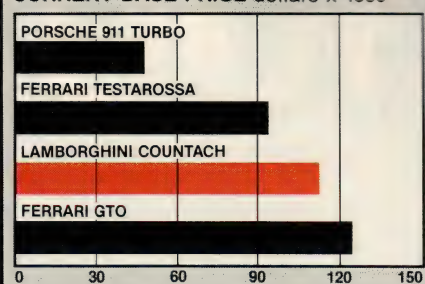 CURRENT BASE PRICE dollars x 1000
PORSCHE 911 TURBO
FERRARI TESTAROSSA
LAMBORGHINI COUNTACH
FERRARI GTO
0 30 60 90 120 150